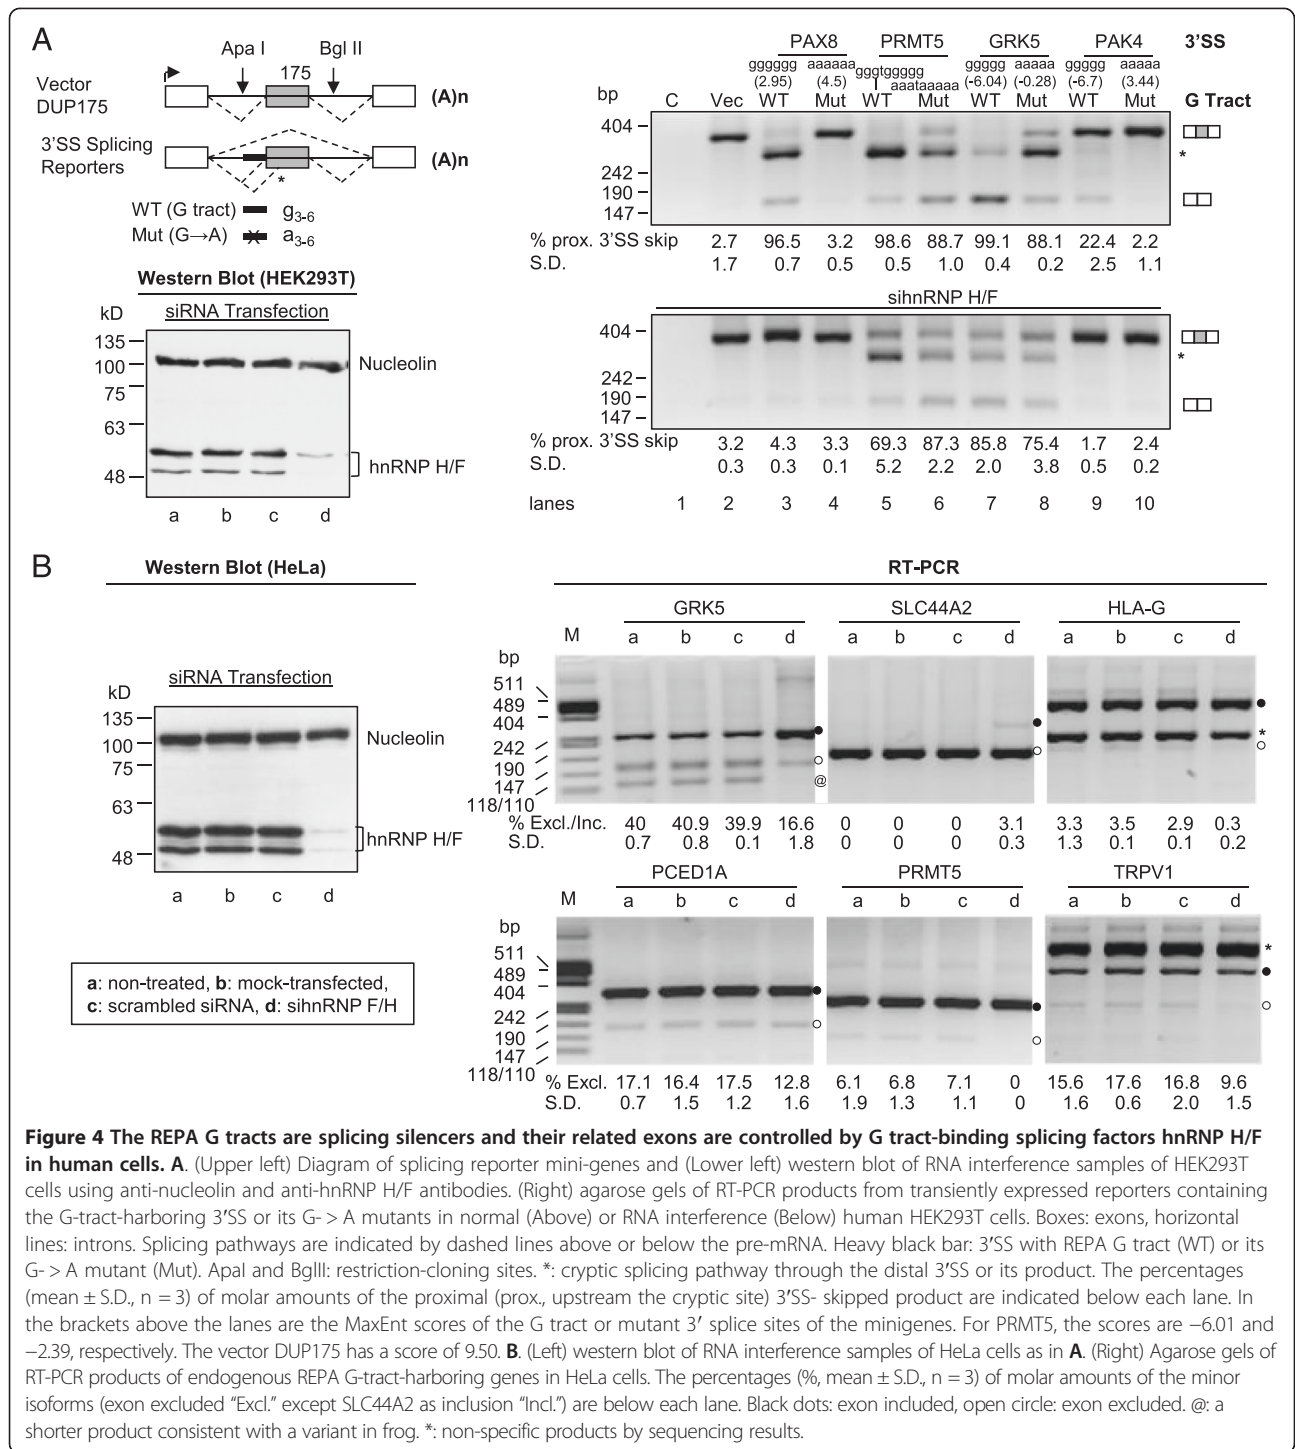 A
Apa I
Bgl II
Vector
DUP175
175
(A)n
3'SS Splicing
Reporters
(A)n
*
WT (G tract)
g3-6
Mut (G→A)
a3-6
Western Blot (HEK293T)
siRNA Transfection
kD
135
100
75
63
48
Nucleolin
hnRNP H/F
a b c d
PAX8 PRMT5 GRK5 PAK4 3'SS
gggggg aaaaaa gggtggggg aaataaaaa ggggg aaaaa ggggg aaaaa
(2.95) (4.5) (-6.04) (-0.28) (-6.7) (3.44)
bp C Vec WT Mut WT Mut WT Mut WT Mut G Tract
404
242
190
147
*
% prox. 3'SS skip 2.7 96.5 3.2 98.6 88.7 99.1 88.1 22.4 2.2
S.D. 1.7 0.7 0.5 0.5 1.0 0.4 0.2 2.5 1.1
sihnRNP H/F
404
242
190
147
*
% prox. 3'SS skip 3.2 4.3 3.3 69.3 87.3 85.8 75.4 1.7 2.4
S.D. 0.3 0.3 0.1 5.2 2.2 2.0 3.8 0.5 0.2
lanes 1 2 3 4 5 6 7 8 9 10
B
Western Blot (HeLa)
siRNA Transfection
kD
135
100
75
63
48
Nucleolin
hnRNP H/F
a b c d
a: non-treated, b: mock-transfected,
c: scrambled siRNA, d: sihnRNP F/H
RT-PCR
GRK5 SLC44A2 HLA-G
M a b c d a b c d a b c d
bp
511
489
404
242
190
147
118/110
@
*
% Excl./Inc. 40 40.9 39.9 16.6 0 0 0 3.1 3.3 3.5 2.9 0.3
S.D. 0.7 0.8 0.1 1.8 0 0 0 0.3 1.3 0.1 0.1 0.2
PCED1A PRMT5 TRPV1
M a b c d a b c d a b c d
bp
511
489
404
242
190
147
118/110
*
% Excl. 17.1 16.4 17.5 12.8 6.1 6.8 7.1 0 15.6 17.6 16.8 9.6
S.D. 0.7 1.5 1.2 1.6 1.9 1.3 1.1 0 1.6 0.6 2.0 1.5
Figure 4 The REPA G tracts are splicing silencers and their related exons are controlled by G tract-binding splicing factors hnRNP H/F
in human cells. A. (Upper left) Diagram of splicing reporter mini-genes and (Lower left) western blot of RNA interference samples of HEK293T
cells using anti-nucleolin and anti-hnRNP H/F antibodies. (Right) agarose gels of RT-PCR products from transiently expressed reporters containing
the G-tract-harboring 3′SS or its G- > A mutants in normal (Above) or RNA interference (Below) human HEK293T cells. Boxes: exons, horizontal
lines: introns. Splicing pathways are indicated by dashed lines above or below the pre-mRNA. Heavy black bar: 3′SS with REPA G tract (WT) or its
G- > A mutant (Mut). ApaI and BglII: restriction-cloning sites. *: cryptic splicing pathway through the distal 3′SS or its product. The percentages
(mean ± S.D., n = 3) of molar amounts of the proximal (prox., upstream the cryptic site) 3′SS- skipped product are indicated below each lane. In
the brackets above the lanes are the MaxEnt scores of the G tract or mutant 3′ splice sites of the minigenes. For PRMT5, the scores are −6.01 and
−2.39, respectively. The vector DUP175 has a score of 9.50. B. (Left) western blot of RNA interference samples of HeLa cells as in A. (Right) Agarose gels of
RT-PCR products of endogenous REPA G-tract-harboring genes in HeLa cells. The percentages (%, mean ± S.D., n = 3) of molar amounts of the minor
isoforms (exon excluded “Excl.” except SLC44A2 as inclusion “Incl.”) are below each lane. Black dots: exon included, open circle: exon excluded. @: a
shorter product consistent with a variant in frog. *: non-specific products by sequencing results.